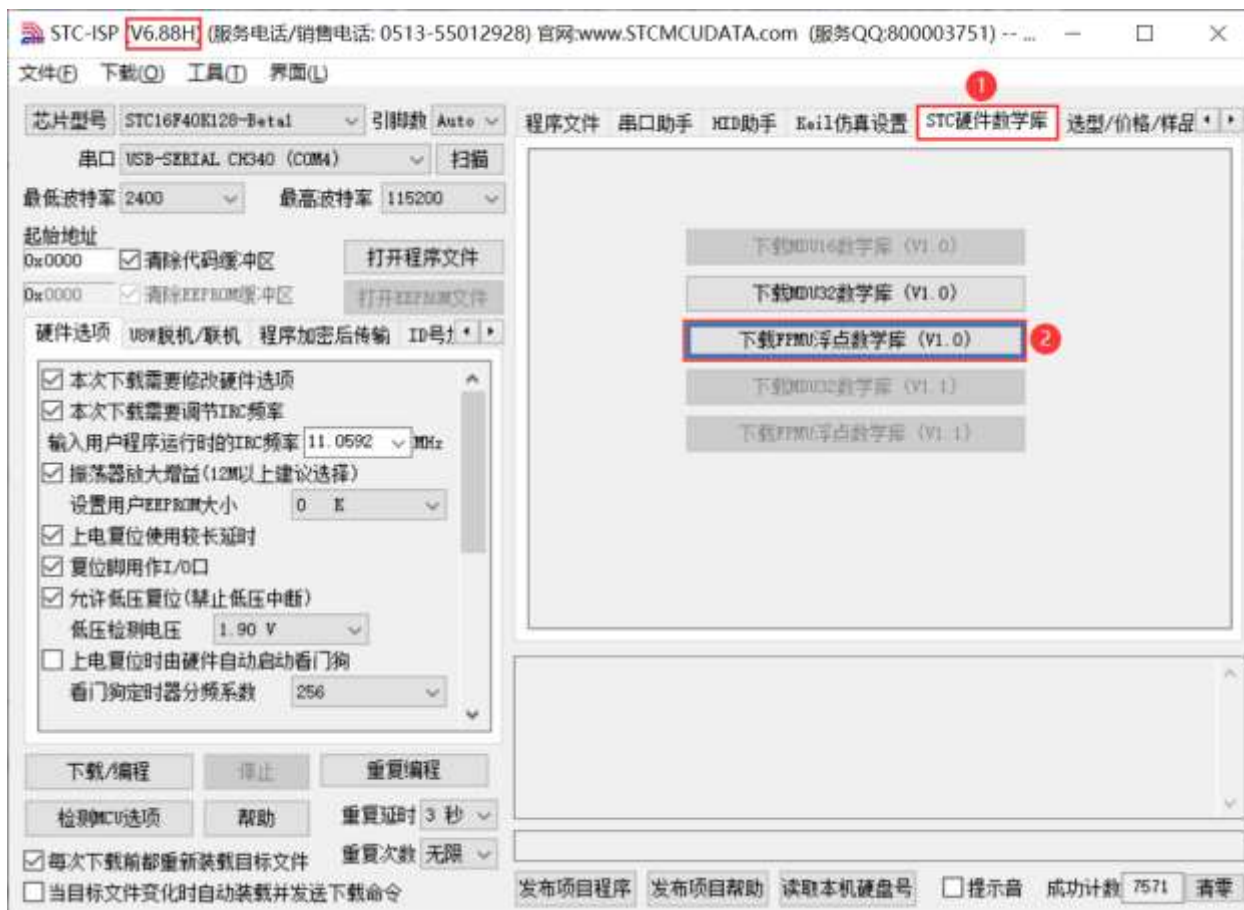 STC-ISP (V6.88H) (服务电话/销售电话: 0513-55012928) 官网:www.STCMCUDATA.com (服务QQ:800003751) -- ...
文件(F) 下载(O) 工具(T) 界面(L)
1
芯片型号 STC16F40K128-Beta1 引脚数 Auto
程序文件 串口助手 HID助手 Keil仿真设置 STC硬件数学库 选型/价格/样品
串口 USB-SERIAL CH340 (COM4) 扫描
最低波特率 2400 最高波特率 115200
起始地址
0x0000 清除代码缓冲区 打开程序文件
0x0000 清除EEPROM缓冲区 打开EEPROM文件
硬件选项 U8W脱机/联机 程序加密后传输 ID号
本次下载需要修改硬件选项
本次下载需要调节IRC频率
输入用户程序运行时的IRC频率 11.0592 MHz
振荡器放大增益(12M以上建议选择)
设置用户EEPROM大小 0 K
上电复位使用较长延时
复位脚用作I/O口
允许低压复位(禁止低压中断)
低压检测电压 1.90 V
上电复位时由硬件自动启动看门狗
看门狗定时器分频系数 256
下载MDU16数学库 (V1.0)
下载MDU32数学库 (V1.0)
下载FPMU浮点数学库 (V1.0) 2
下载MDU32数学库 (V1.1)
下载FPMU浮点数学库 (V1.1)
下载/编程 停止 重复编程
检测MCU选项 帮助 重复延时 3 秒
每次下载前都重新装载目标文件 重复次数 无限
当目标文件变化时自动装载并发送下载命令
发布项目程序 发布项目帮助 读取本机硬盘号 提示音 成功计数 7571 清零